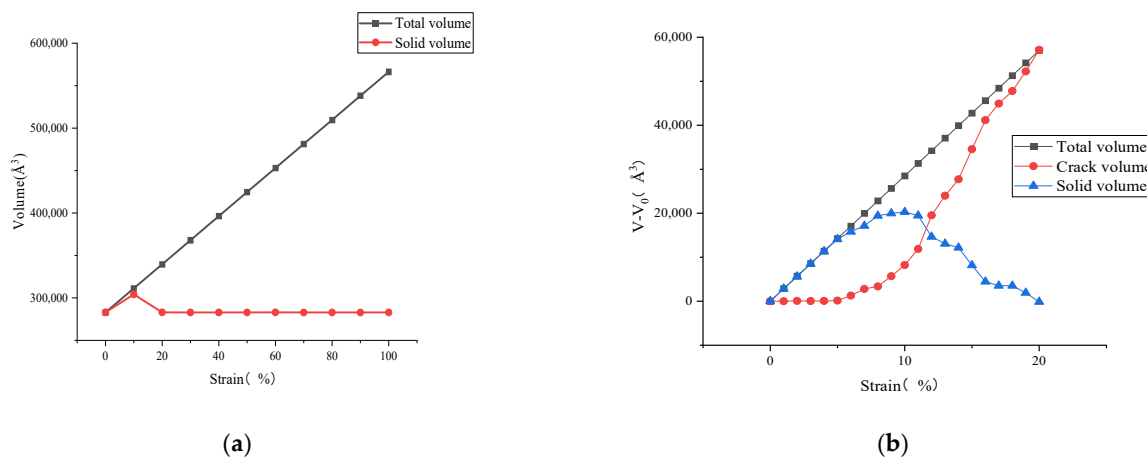 Total volume
Solid volume
600,000
500,000
400,000
300,000
Volume(Å³)
0
20
40
60
80
100
Strain( %)
(a)
60,000
40,000
20,000
0
V-V₀( Å³)
Total volume
Crack volume
Solid volume
0
10
20
Strain( %)
(b)